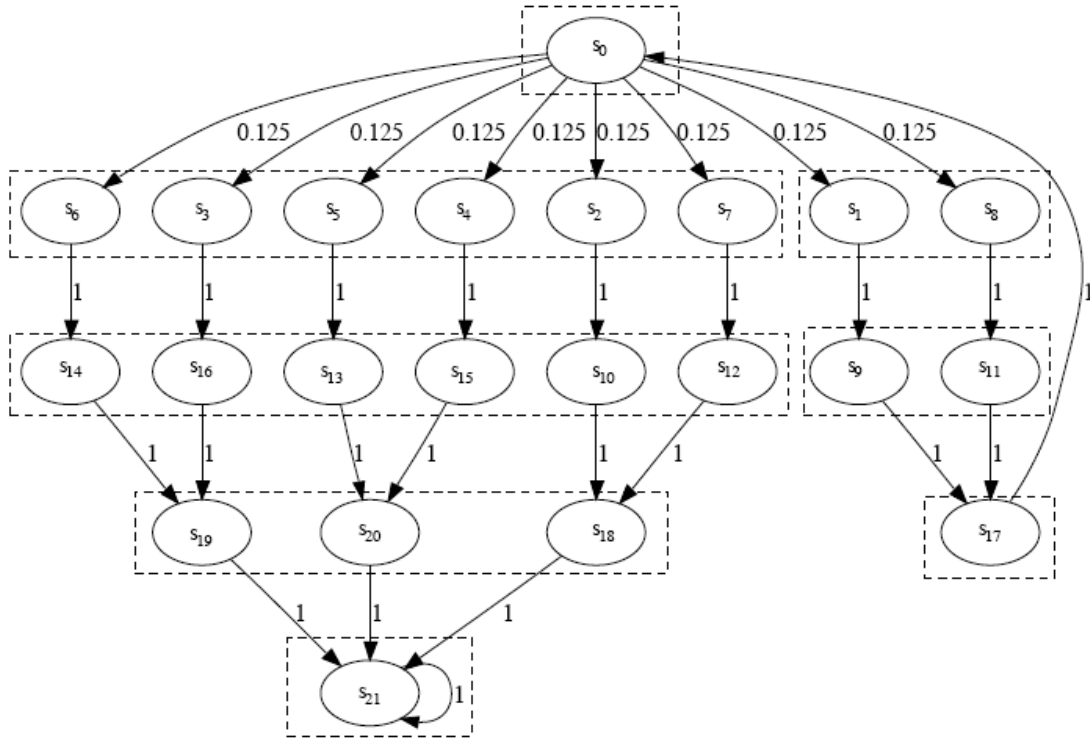 s0
0.125 0.125 0.125 0.125 0.125 0.125 0.125 0.125
s6 s3 s5 s4 s2 s7 s1 s8
1 1 1 1 1 1 1 1 1
s14 s16 s13 s15 s10 s12 s9 s11
1 1 1 1 1 1 1 1
s19 s20 s18 s17
1 1 1
s21 1